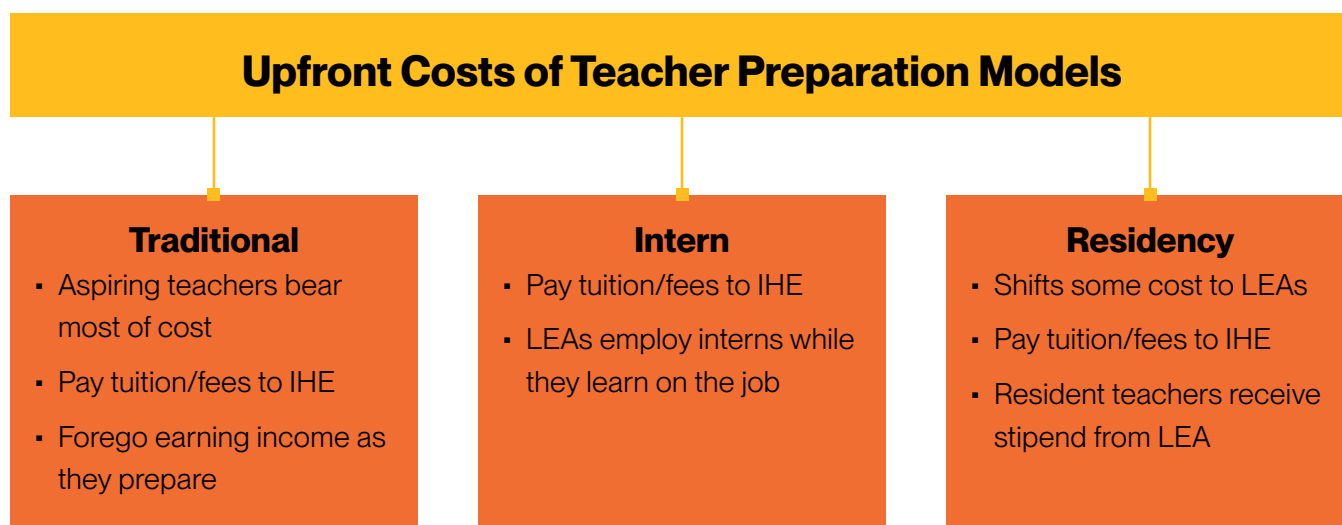 Upfront Costs of Teacher Preparation Models
Traditional
▪ Aspiring teachers bear
most of cost
▪ Pay tuition/fees to IHE
▪ Forego earning income as
they prepare
Intern
▪ Pay tuition/fees to IHE
▪ LEAs employ interns while
they learn on the job
Residency
▪ Shifts some cost to LEAs
▪ Pay tuition/fees to IHE
▪ Resident teachers receive
stipend from LEA